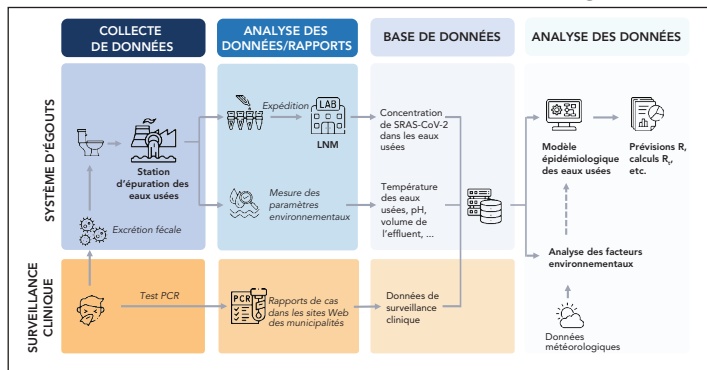 COLLECTE
DE DONNÉES
ANALYSE DES
DONNÉES/RAPPORTS
BASE DE DONNÉES
ANALYSE DES DONNÉES
SYSTÈME D'ÉGOUTS
Station
d'épuration des
eaux usées
Excrétion fécale
Expédition
LAB
LNM
Mesure des
paramètres
environnementaux
Concentration
de SRAS-CoV-2
dans les eaux
usées
Température
des eaux
usées, pH,
volume de
l'effluent, ...
Modèle
épidémiologique
des eaux usées
Prévisions R,
calculs Rt,
etc.
Analyse des facteurs
environnementaux
Données
météorologiques
SURVEILLANCE
CLINIQUE
Test PCR
PCR
Rapports de cas
dans les sites Web
des municipalités
Données de
surveillance
clinique